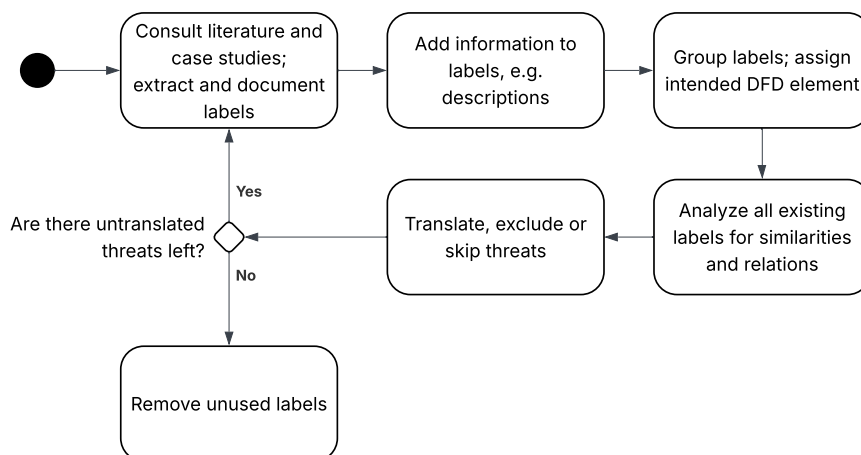 Consult literature and
case studies;
extract and document
labels
Add information to
labels, e.g.
descriptions
Group labels; assign
intended DFD element
Yes
Are there untranslated
threats left?
No
Translate, exclude or
skip threats
Analyze all existing
labels for similarities
and relations
Remove unused labels